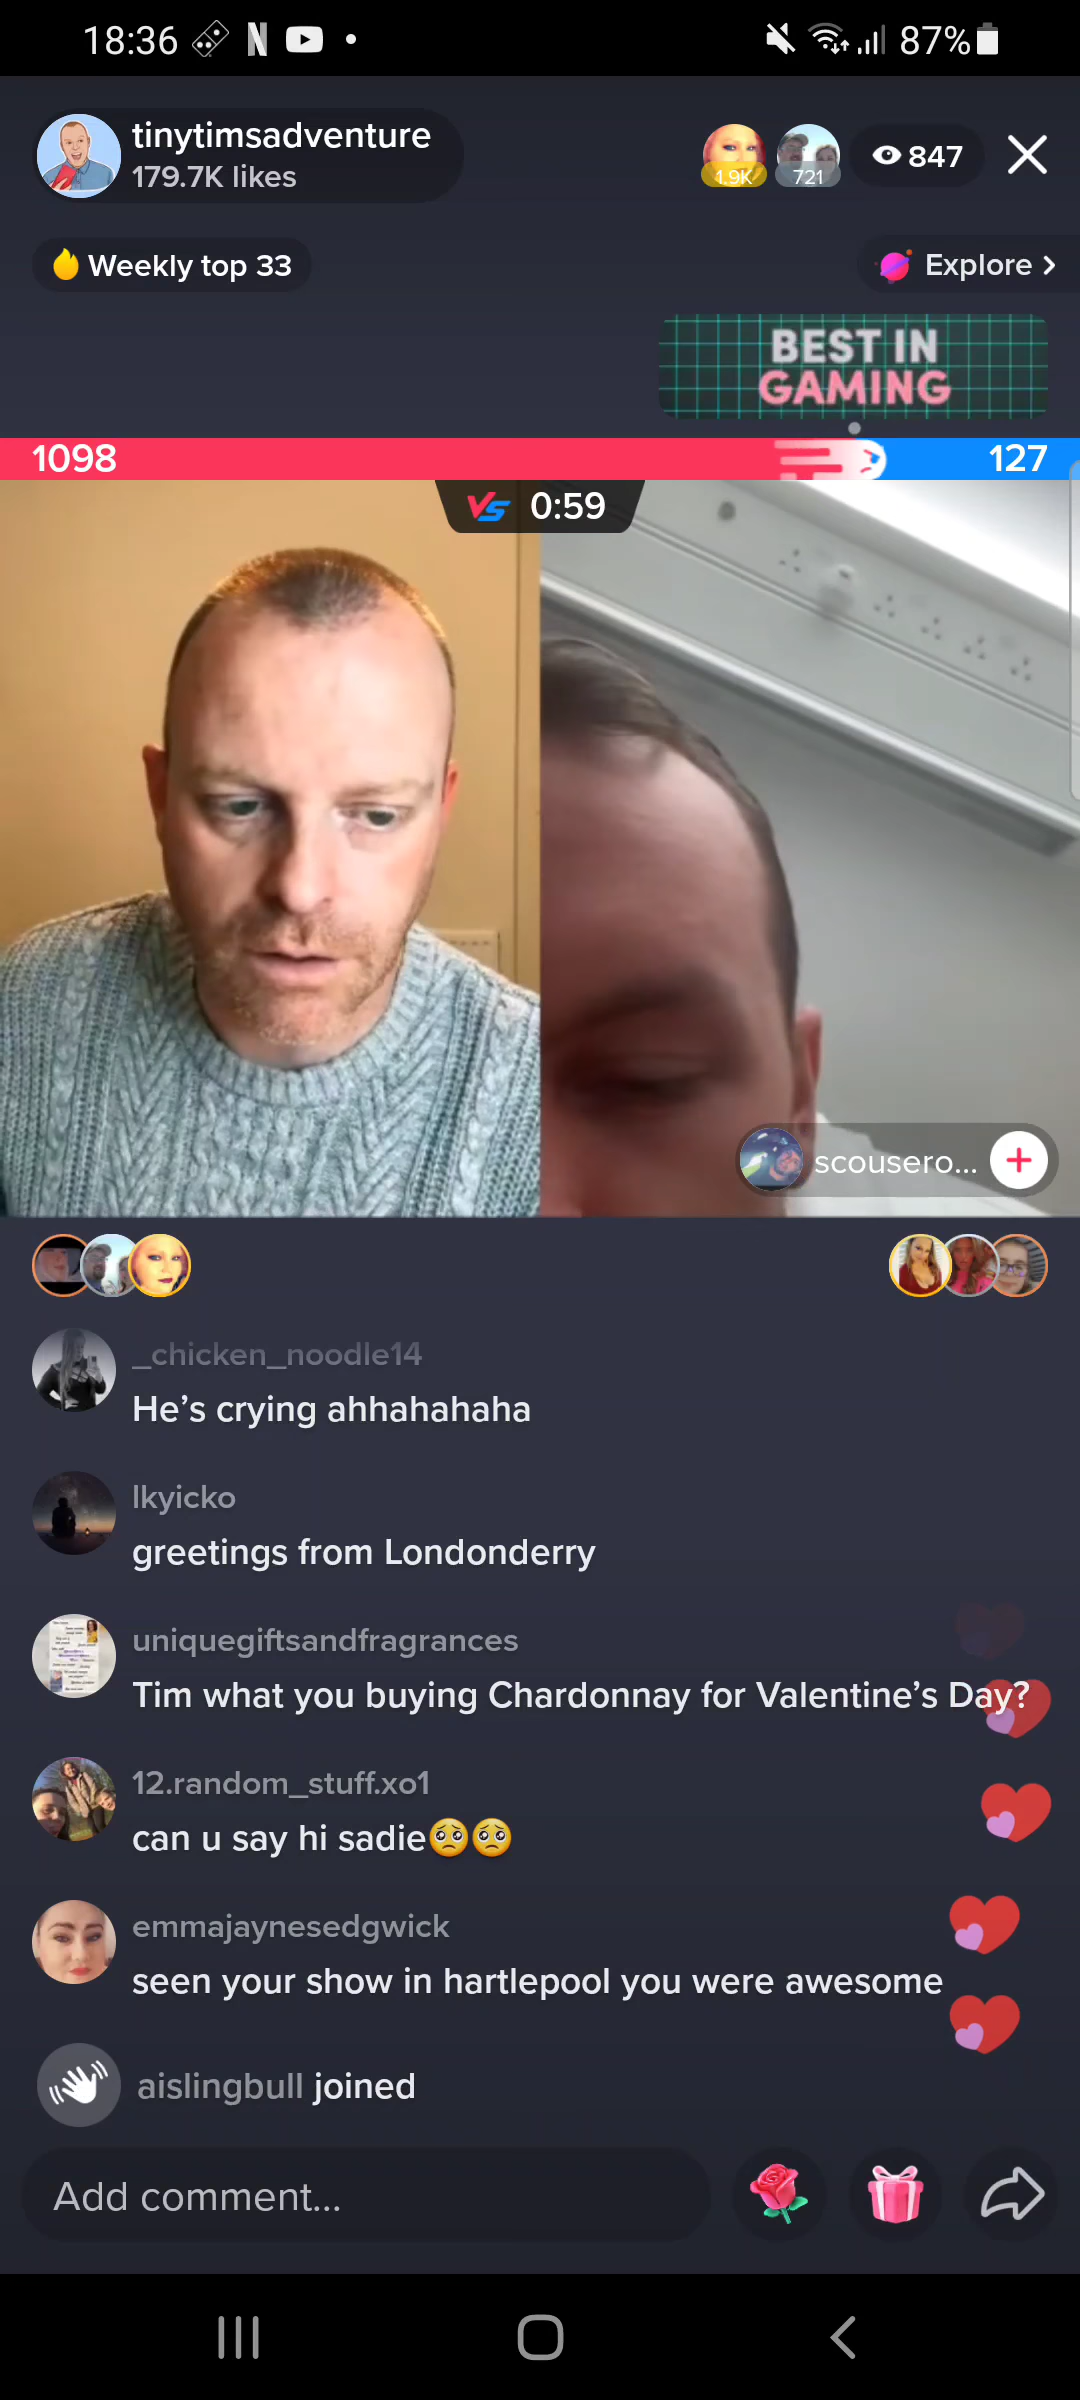 18:36
87%
tinytimsadventure
179.7K likes
1.9K
721
847
Weekly top 33
Explore
BEST IN
GAMING
1098
127
VS 0:59
scousero...
_chicken_noodle14
He's crying ahhahahaha
lkyicko
greetings from Londonderry
uniquegiftsandfragrances
Tim what you buying Chardonnay for Valentine's Day?
12.random_stuff.xo1
can u say hi sadie🥺🥺
emmajaynesedgwick
seen your show in hartlepool you were awesome
aislingbull joined
Add comment...